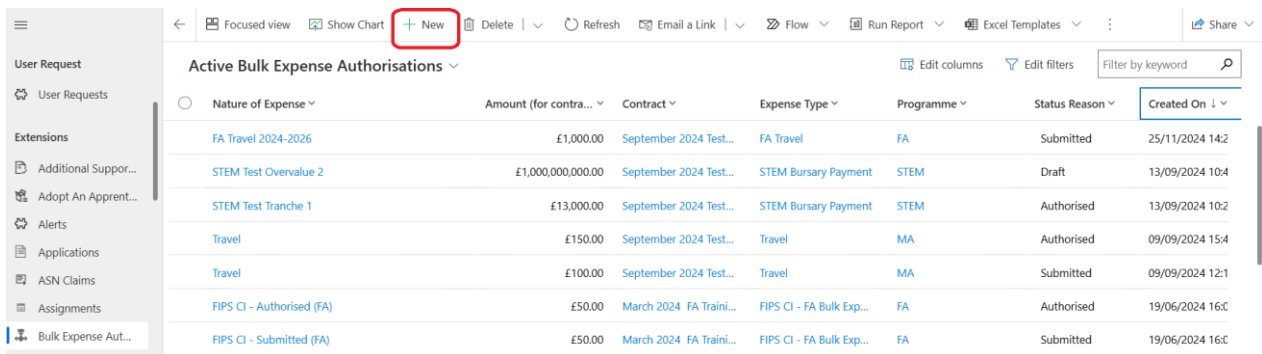 Focused view Show Chart New Delete Refresh Email a Link Flow Run Report Excel Templates Share
User Request
User Requests
Extensions
Additional Suppor...
Adopt An Apprent...
Alerts
Applications
ASN Claims
Assignments
Bulk Expense Aut...
Active Bulk Expense Authorisations Edit columns Edit filters Filter by keyword
Nature of Expense Amount (for contra... Contract Expense Type Programme Status Reason Created On
FA Travel 2024-2026 £1,000.00 September 2024 Test... FA Travel FA Submitted 25/11/2024 14:2
STEM Test Overvalue 2 £1,000,000,000.00 September 2024 Test... STEM Bursary Payment STEM Draft 13/09/2024 10:4
STEM Test Tranche 1 £13,000.00 September 2024 Test... STEM Bursary Payment STEM Authorised 13/09/2024 10:2
Travel £150.00 September 2024 Test... Travel MA Authorised 09/09/2024 15:4
Travel £100.00 September 2024 Test... Travel MA Submitted 09/09/2024 12:1
FIPS CI - Authorised (FA) £50.00 March 2024 FA Traini... FIPS CI - FA Bulk Exp... FA Authorised 19/06/2024 16:0
FIPS CI - Submitted (FA) £50.00 March 2024 FA Traini... FIPS CI - FA Bulk Exp... FA Submitted 19/06/2024 16:0